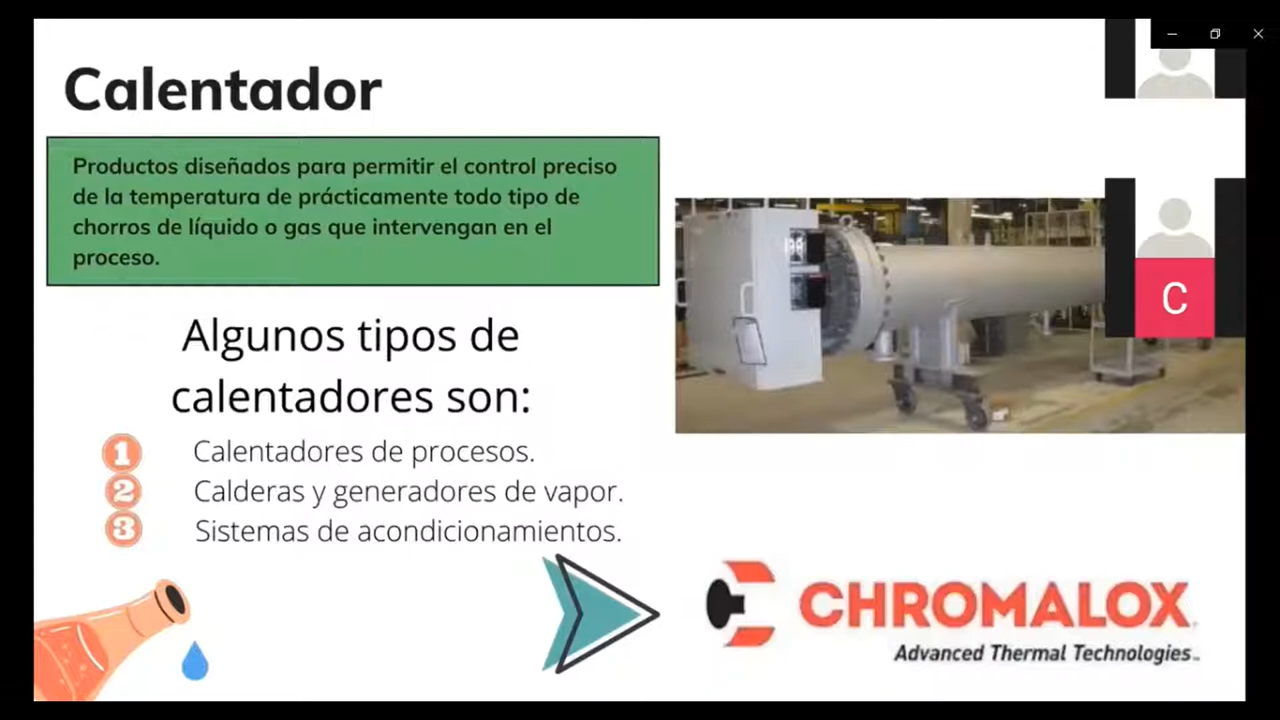 Calentador
Productos diseñados para permitir el control preciso
de la temperatura de prácticamente todo tipo de
chorros de líquido o gas que intervengan en el
proceso.
Algunos tipos de
calentadores son:
1 Calentadores de procesos.
2 Calderas y generadores de vapor.
3 Sistemas de acondicionamientos.
C
CHROMALOX
Advanced Thermal Technologies